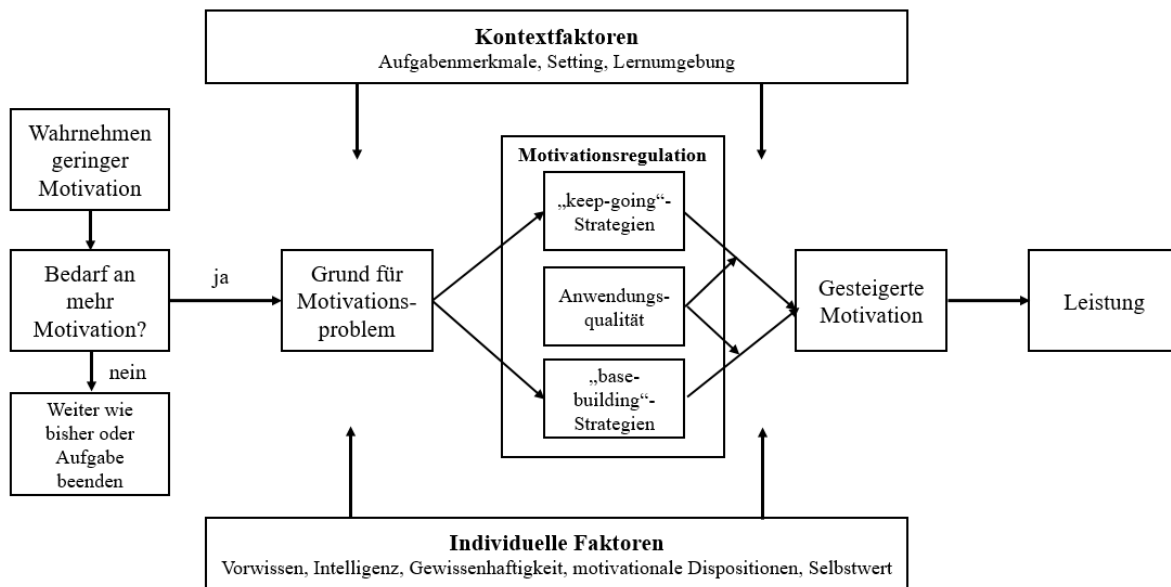 Kontextfaktoren
Aufgabenmerkmale, Setting, Lernumgebung
Wahrnehmen
geringer
Motivation
Bedarf an
mehr
Motivation?
ja
nein
Weiter wie
bisher oder
Aufgabe
beenden
Grund für
Motivations-
problem
Motivationsregulation
„keep-going“-
Strategien
Anwendungs-
qualität
„base-
building“-
Strategien
Gesteigerte
Motivation
Leistung
Individuelle Faktoren
Vorwissen, Intelligenz, Gewissenhaftigkeit, motivationale Dispositionen, Selbstwert